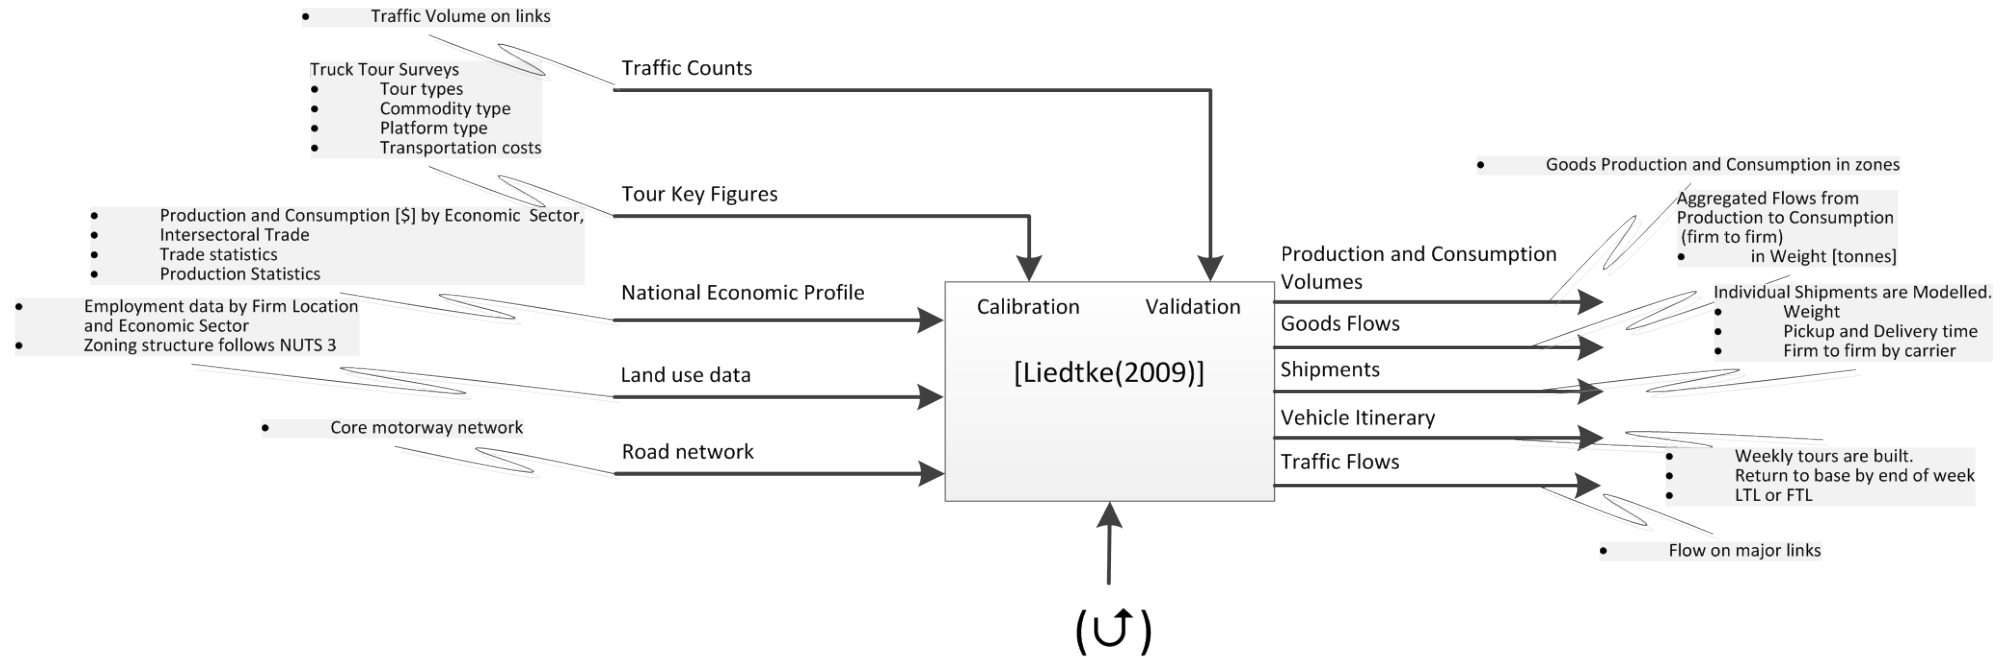 • Traffic Volume on links
Truck Tour Surveys
• Tour types
• Commodity type
• Platform type
• Transportation costs
• Production and Consumption [$] by Economic Sector,
• Intersectoral Trade
• Trade statistics
• Production Statistics
• Employment data by Firm Location
and Economic Sector
• Zoning structure follows NUTS 3
• Core motorway network
Traffic Counts
Tour Key Figures
National Economic Profile
Land use data
Road network
Calibration
Validation
[Liedtke(2009)]
(⮍)
Production and Consumption
Volumes
Goods Flows
Shipments
Vehicle Itinerary
Traffic Flows
• Goods Production and Consumption in zones
Aggregated Flows from
Production to Consumption
(firm to firm)
• in Weight [tonnes]
Individual Shipments are Modelled.
• Weight
• Pickup and Delivery time
• Firm to firm by carrier
• Weekly tours are built.
• Return to base by end of week
• LTL or FTL
• Flow on major links